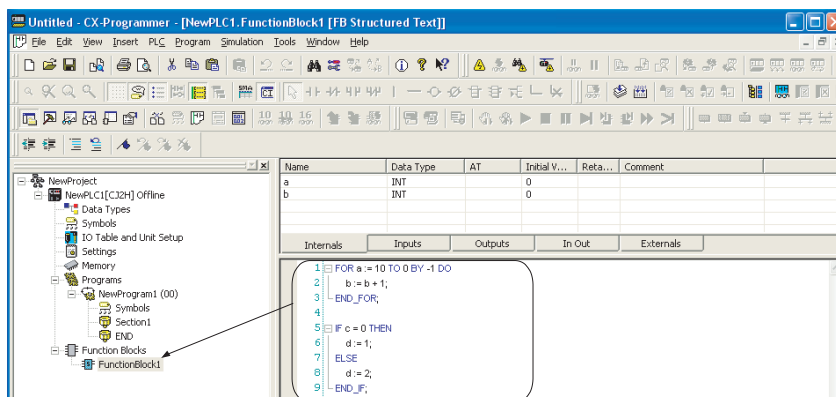 Untitled - CX-Programmer - [NewPLC1.FunctionBlock1 [FB Structured Text]]
File Edit View Insert PLC Program Simulation Tools Window Help
10 10 16
Name Data Type AT Initial V... Reta... Comment
a INT 0
b INT 0
Internals Inputs Outputs In Out Externals
NewProject
NewPLC1[CJ2H] Offline
Data Types
Symbols
IO Table and Unit Setup
Settings
Memory
Programs
NewProgram1 (00)
Symbols
Section1
END
Function Blocks
FunctionBlock1
1 FOR a := 10 TO 0 BY -1 DO
2 b := b + 1;
3 END_FOR;
4
5 IF c = 0 THEN
6 d := 1;
7 ELSE
8 d := 2;
9 END_IF;